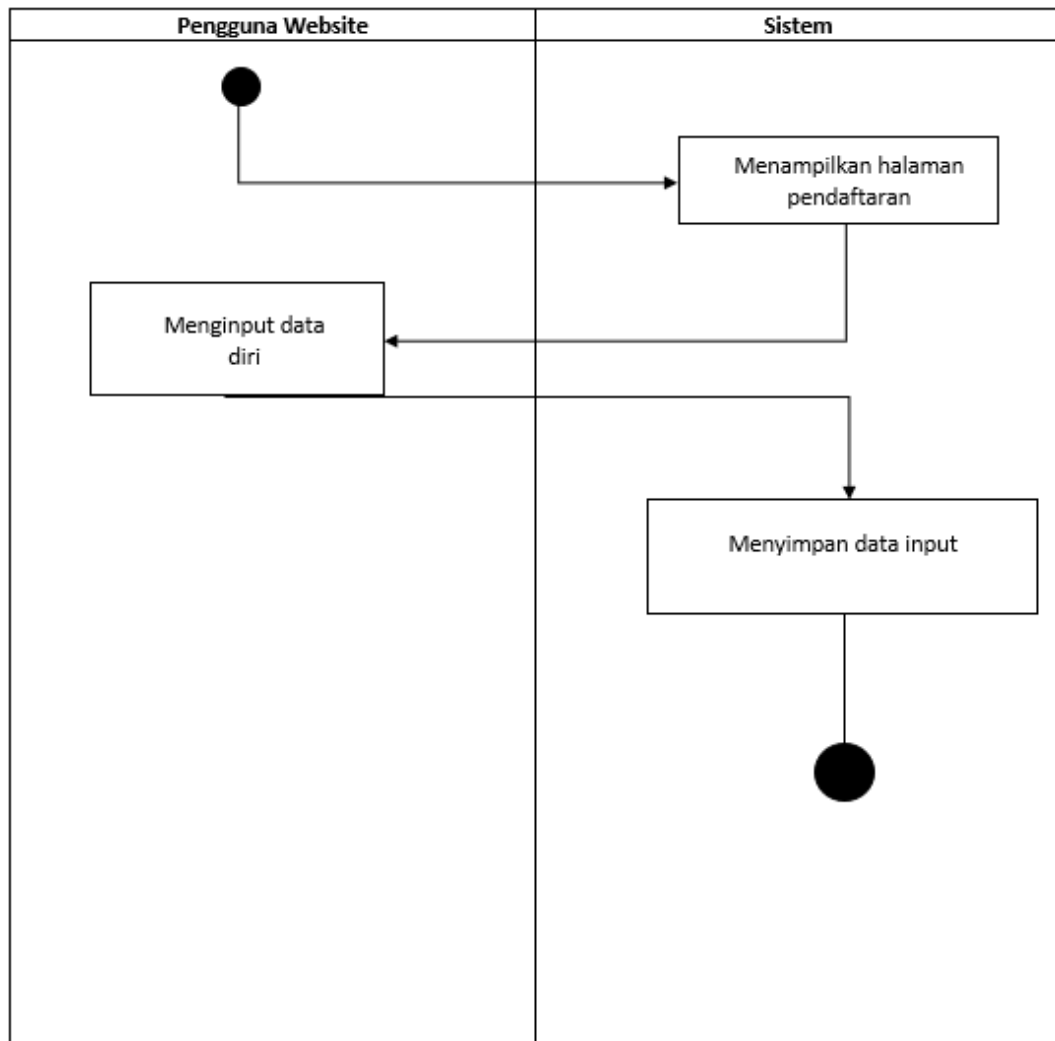 Pengguna Website
Sistem
Menampilkan halaman
pendaftaran
Menginput data
diri
Menyimpan data input